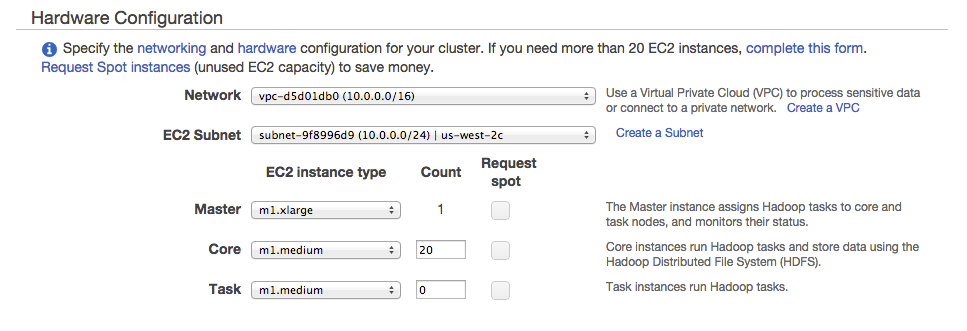 Hardware Configuration
Specify the networking and hardware configuration for your cluster. If you need more than 20 EC2 instances, complete this form.
Request Spot instances (unused EC2 capacity) to save money.
Network vpc-d5d01db0 (10.0.0.0/16) Use a Virtual Private Cloud (VPC) to process sensitive data
or connect to a private network. Create a VPC
EC2 Subnet subnet-9f8996d9 (10.0.0.0/24) | us-west-2c Create a Subnet
EC2 instance type Count Request
spot
Master m1.xlarge 1 The Master instance assigns Hadoop tasks to core and
task nodes, and monitors their status.
Core m1.medium 20 Core instances run Hadoop tasks and store data using the
Hadoop Distributed File System (HDFS).
Task m1.medium 0 Task instances run Hadoop tasks.